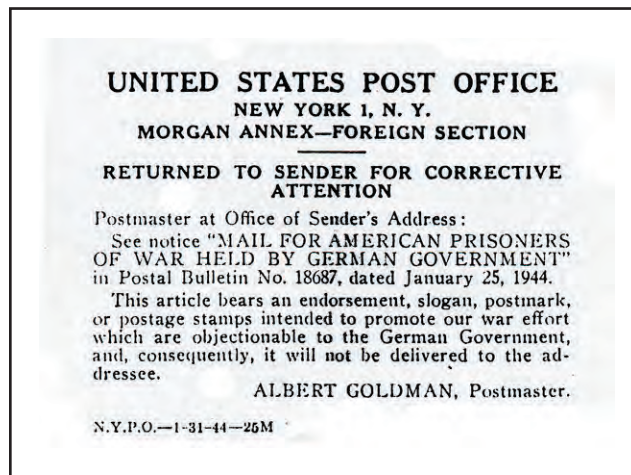 UNITED STATES POST OFFICE
NEW YORK 1, N. Y.
MORGAN ANNEX—FOREIGN SECTION
RETURNED TO SENDER FOR CORRECTIVE
ATTENTION
Postmaster at Office of Sender's Address:
See notice "MAIL FOR AMERICAN PRISONERS
OF WAR HELD BY GERMAN GOVERNMENT"
in Postal Bulletin No. 18687, dated January 25, 1944.
This article bears an endorsement, slogan, postmark,
or postage stamps intended to promote our war effort
which are objectionable to the German Government,
and, consequently, it will not be delivered to the ad-
dressee.
ALBERT GOLDMAN, Postmaster.
N.Y.P.O.—1-31-44—25M